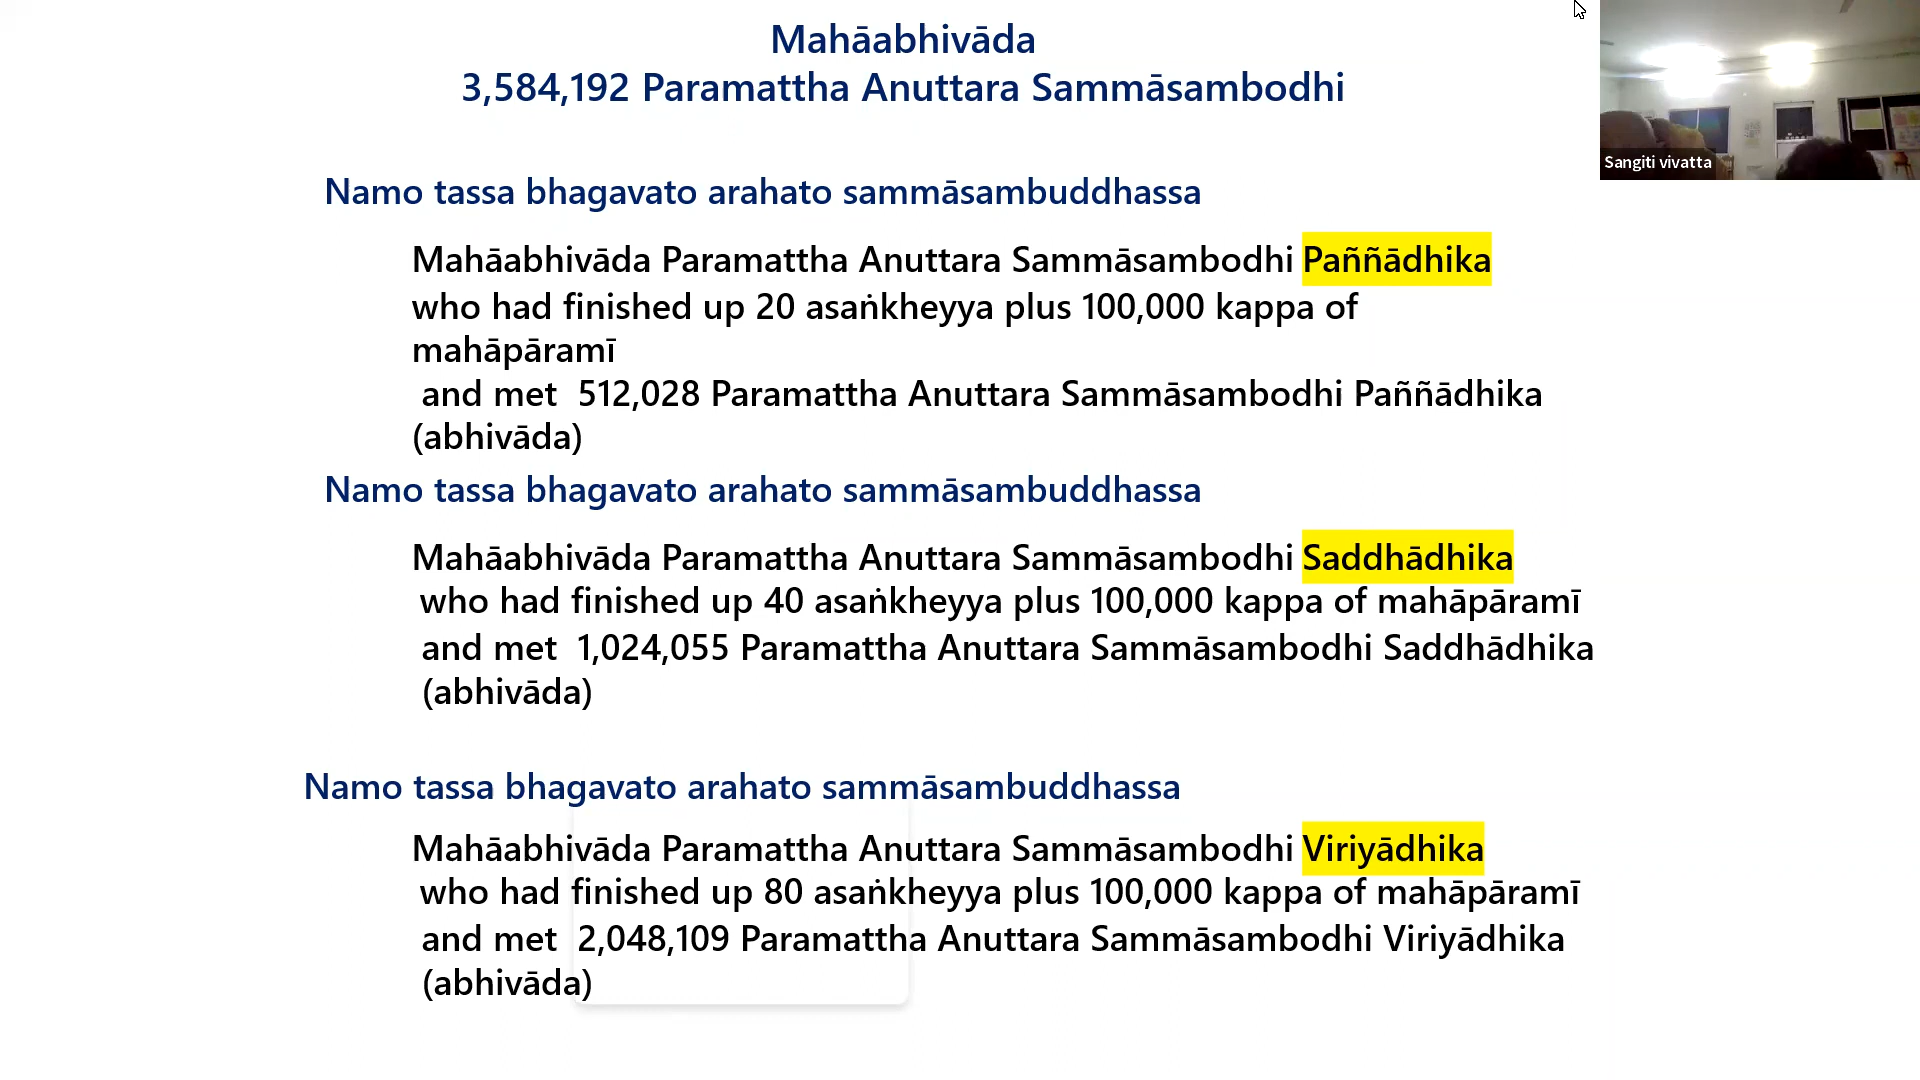 Mahāabhivāda
3,584,192 Paramattha Anuttara Sammāsambodhi
Sangiti vivatta
Namo tassa bhagavato arahato sammāsambuddhassa
Mahāabhivāda Paramattha Anuttara Sammāsambodhi Paññādhika
who had finished up 20 asaṅkheyya plus 100,000 kappa of
mahāpāramī
and met 512,028 Paramattha Anuttara Sammāsambodhi Paññādhika
(abhivāda)
Namo tassa bhagavato arahato sammāsambuddhassa
Mahāabhivāda Paramattha Anuttara Sammāsambodhi Saddhādhika
who had finished up 40 asaṅkheyya plus 100,000 kappa of mahāpāramī
and met 1,024,055 Paramattha Anuttara Sammāsambodhi Saddhādhika
(abhivāda)
Namo tassa bhagavato arahato sammāsambuddhassa
Mahāabhivāda Paramattha Anuttara Sammāsambodhi Viriyādhika
who had finished up 80 asaṅkheyya plus 100,000 kappa of mahāpāramī
and met 2,048,109 Paramattha Anuttara Sammāsambodhi Viriyādhika
(abhivāda)